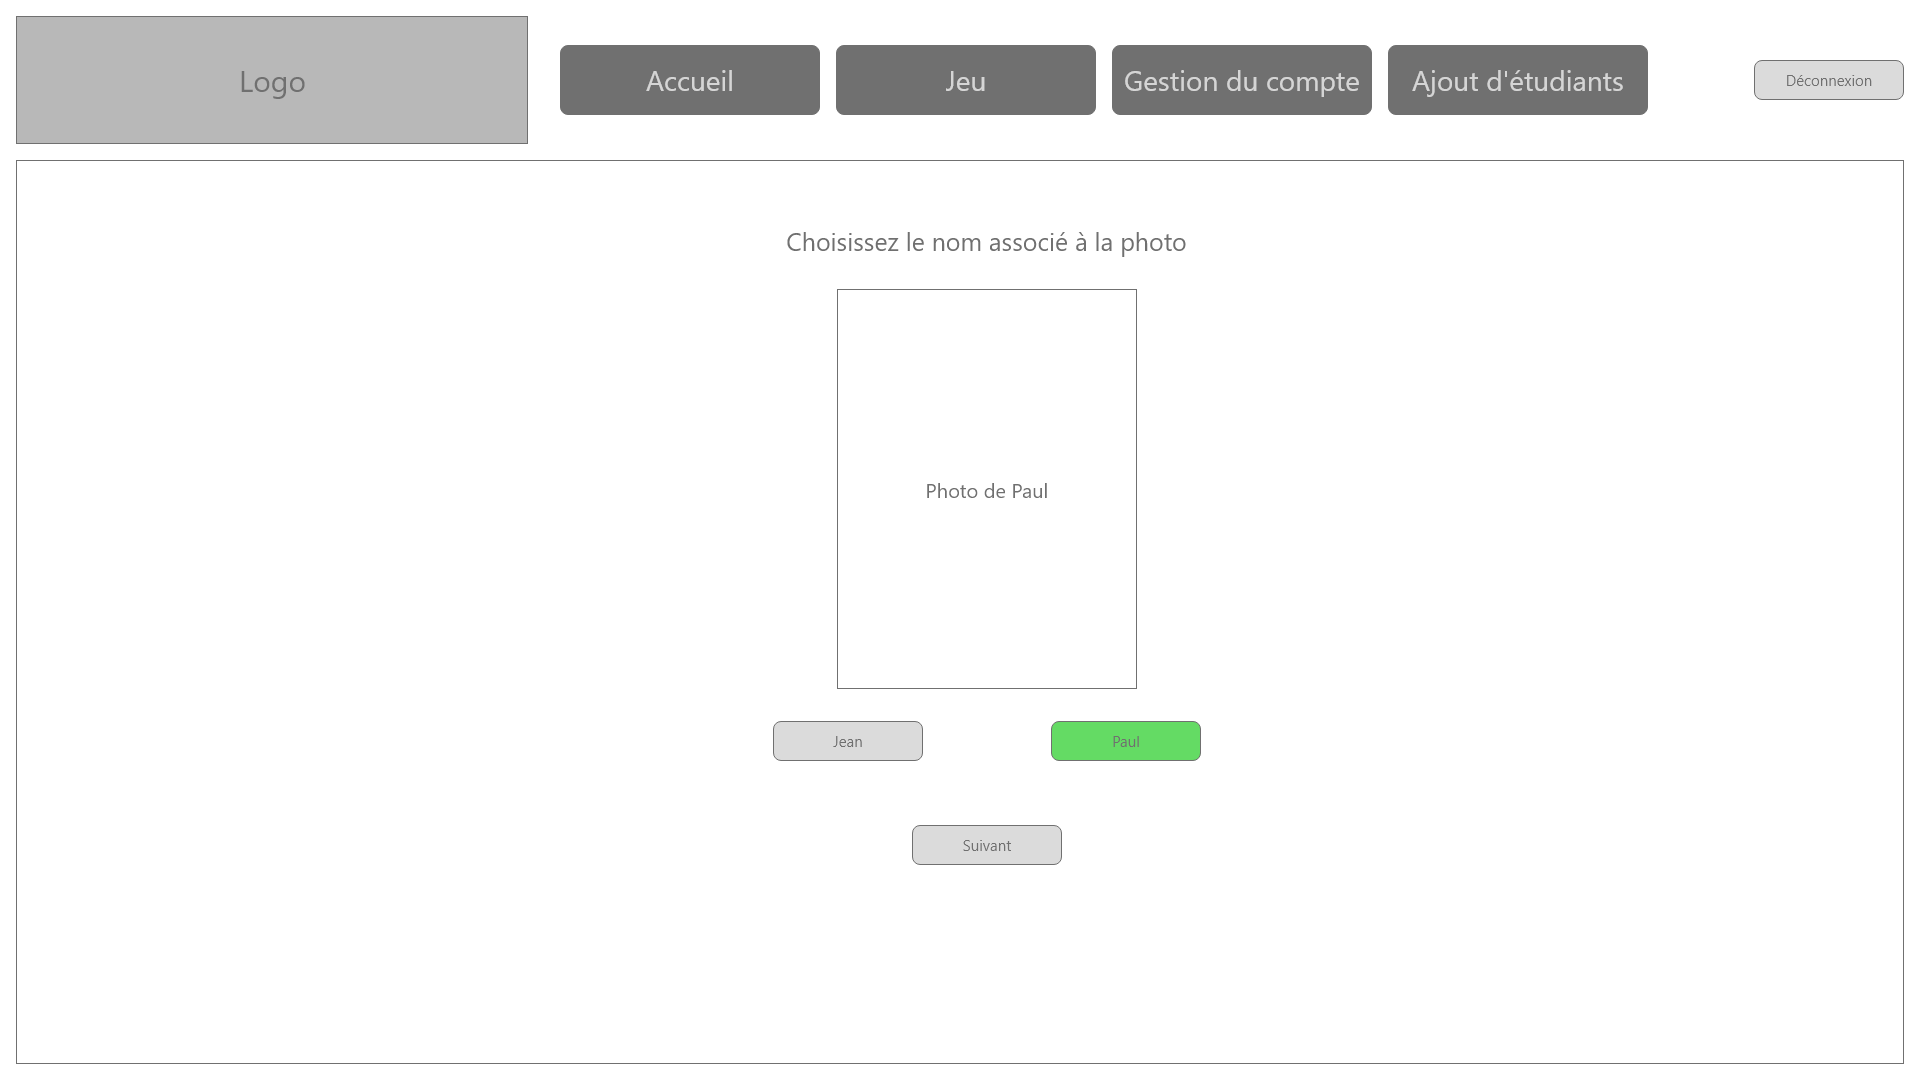 Logo
Accueil
Jeu
Gestion du compte
Ajout d'étudiants
Déconnexion
Choisissez le nom associé à la photo
Photo de Paul
Jean
Paul
Suivant